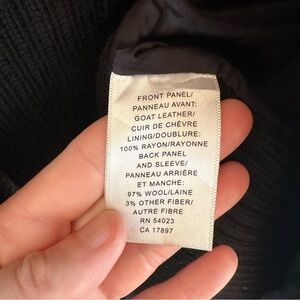 FRONT PANEL/
PANNEAU AVANT:
GOAT LEATHER/
CUIR DE CHÈVRE
LINING/DOUBLURE:
100% RAYON/RAYONNE
BACK PANEL
AND SLEEVE/
PANNEAU ARRIÈRE
ET MANCHE:
97% WOOL/LAINE
3% OTHER FIBER/
AUTRE FIBRE
RN 54023
CA 17897